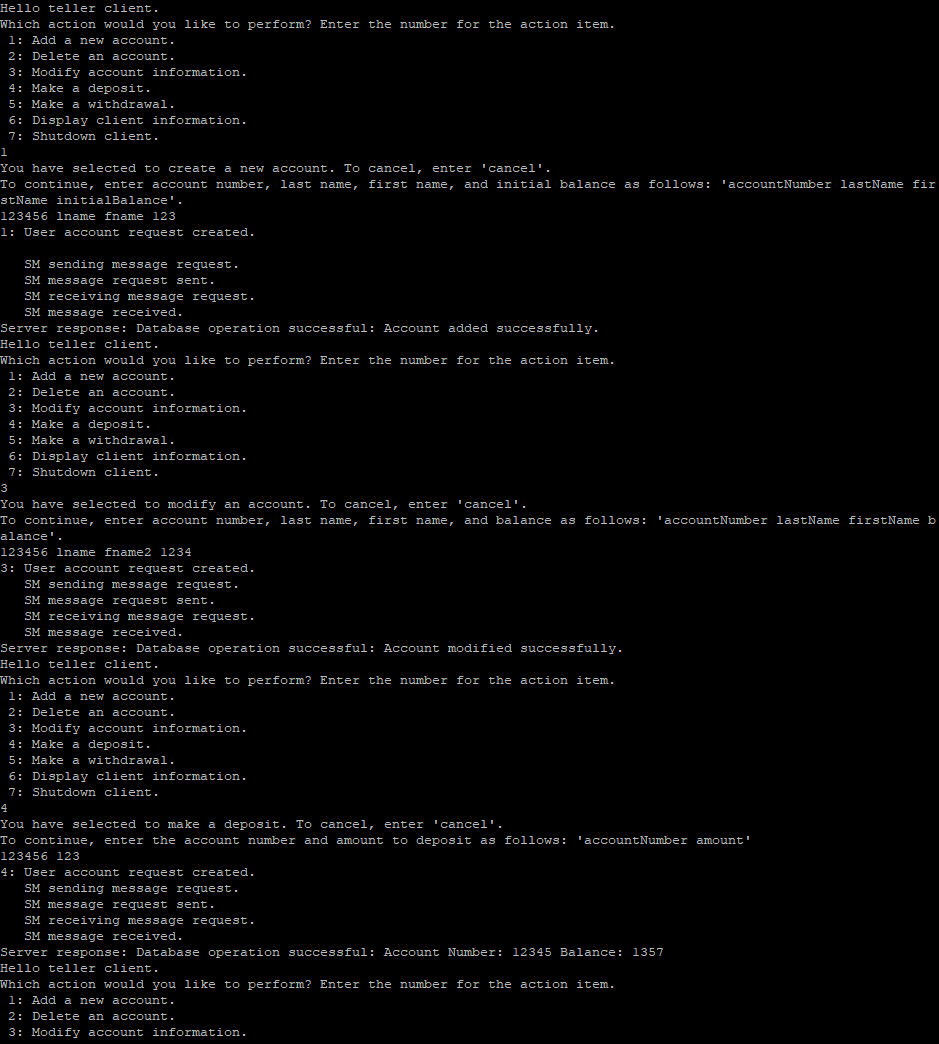 Hello teller client.
Which action would you like to perform? Enter the number for the action item.
 1: Add a new account.
 2: Delete an account.
 3: Modify account information.
 4: Make a deposit.
 5: Make a withdrawal.
 6: Display client information.
 7: Shutdown client.
1
You have selected to create a new account. To cancel, enter 'cancel'.
To continue, enter account number, last name, first name, and initial balance as follows: 'accountNumber lastName fir
stName initialBalance'.
123456 lname fname 123
1: User account request created.

   SM sending message request.
   SM message request sent.
   SM receiving message request.
   SM message received.
Server response: Database operation successful: Account added successfully.
Hello teller client.
Which action would you like to perform? Enter the number for the action item.
 1: Add a new account.
 2: Delete an account.
 3: Modify account information.
 4: Make a deposit.
 5: Make a withdrawal.
 6: Display client information.
 7: Shutdown client.
3
You have selected to modify an account. To cancel, enter 'cancel'.
To continue, enter account number, last name, first name, and balance as follows: 'accountNumber lastName firstName b
alance'.
123456 lname fname2 1234
3: User account request created.
   SM sending message request.
   SM message request sent.
   SM receiving message request.
   SM message received.
Server response: Database operation successful: Account modified successfully.
Hello teller client.
Which action would you like to perform? Enter the number for the action item.
 1: Add a new account.
 2: Delete an account.
 3: Modify account information.
 4: Make a deposit.
 5: Make a withdrawal.
 6: Display client information.
 7: Shutdown client.
4
You have selected to make a deposit. To cancel, enter 'cancel'.
To continue, enter the account number and amount to deposit as follows: 'accountNumber amount'
123456 123
4: User account request created.
   SM sending message request.
   SM message request sent.
   SM receiving message request.
   SM message received.
Server response: Database operation successful: Account Number: 12345 Balance: 1357
Hello teller client.
Which action would you like to perform? Enter the number for the action item.
 1: Add a new account.
 2: Delete an account.
 3: Modify account information.